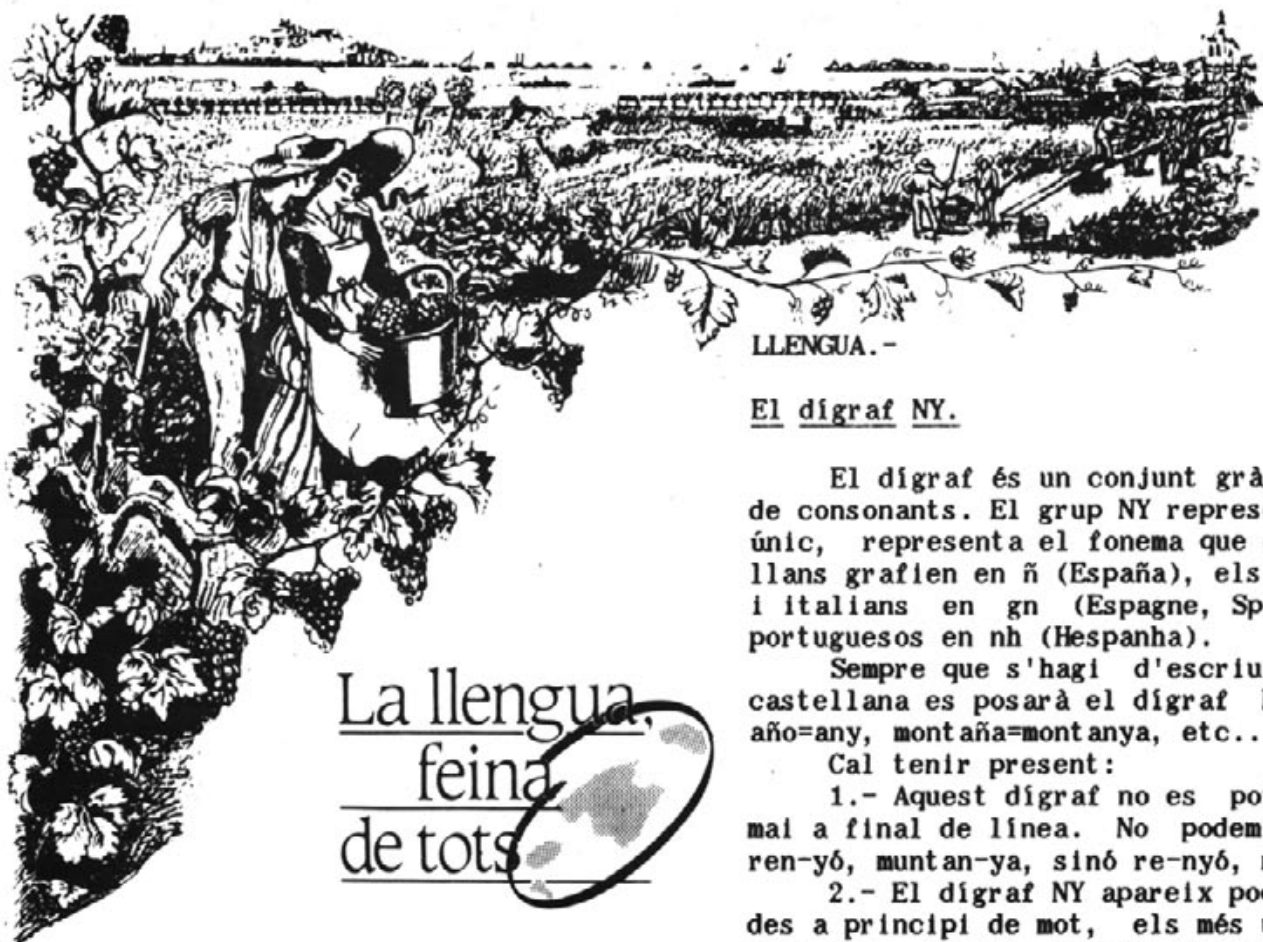 LLENGUA.-
El dígraf NY.
El dígraf és un conjunt grà
de consonants. El grup NY repres
únic, representa el fonema que
llans grafien en ñ (España), els
i italians en gn (Espagne, Sp
portuguesos en nh (Hespanha).
Sempre que s'hagi d'escriu
castellana es posarà el dígraf
año=any, montaña=montanya, etc..
Cal tenir present:
1.- Aquest dígraf no es po
mai a final de línea. No podem
ren-yó, muntan-ya, sinó re-nyó,
2.- El dígraf NY apareix po
des a principi de mot, els més
La llengua,
feina
de tots